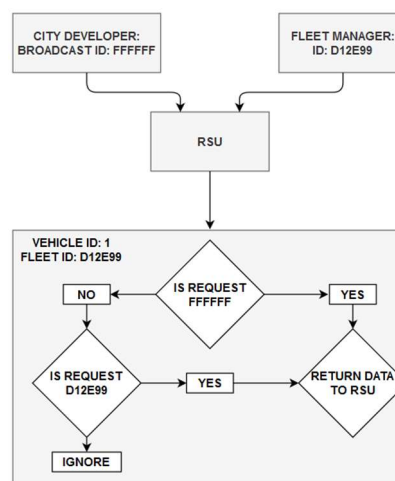 CITY DEVELOPER:
BROADCAST ID: FFFFFF
FLEET MANAGER:
ID: D12E99
RSU
VEHICLE ID: 1
FLEET ID: D12E99
IS REQUEST
FFFFFF
NO
YES
IS REQUEST
D12E99
YES
RETURN DATA
TO RSU
IGNORE